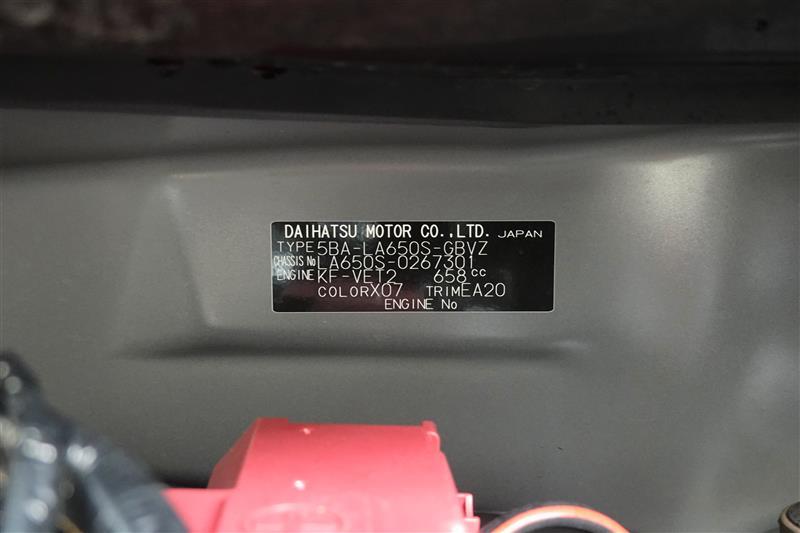 DAIHATSU MOTOR CO.,LTD. JAPAN
TYPE 5BA-LA650S-GBVZ
CHASSIS No LA650S-0267301
ENGINE KF-VET2 658cc
COLOR X07 TRIM EA20
ENGINE No